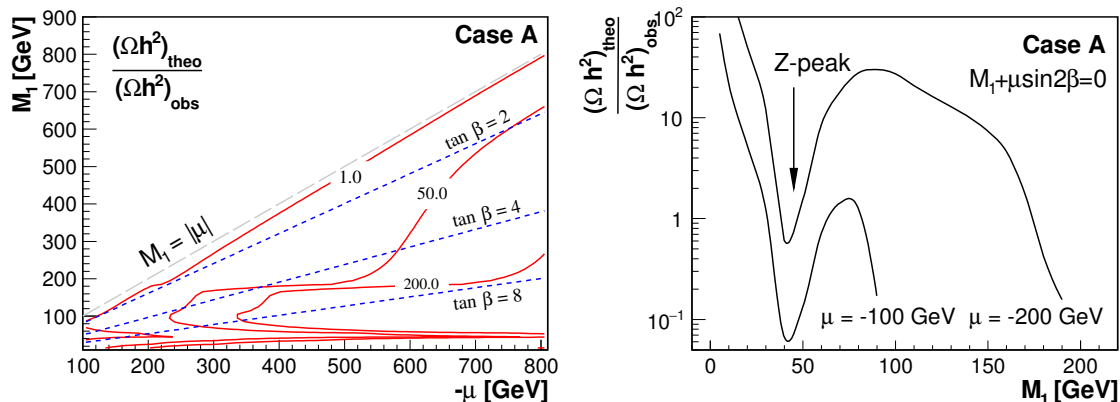 M₁ [GeV]
900
800
700
600
500
400
300
200
100
(Ωh²)theo
(Ωh²)obs
Case A
tan β = 2
1.0
50.0
M₁ = |μ|
tan β = 4
200.0
tan β = 8
100 200 300 400 500 600 700 800
-μ [GeV]
(Ω h²)theo
(Ω h²)obs.
10²
10
1
10⁻¹
Case A
Z-peak
M₁+μsin2β=0
μ = -100 GeV μ = -200 GeV
0 50 100 150 200
M₁ [GeV]